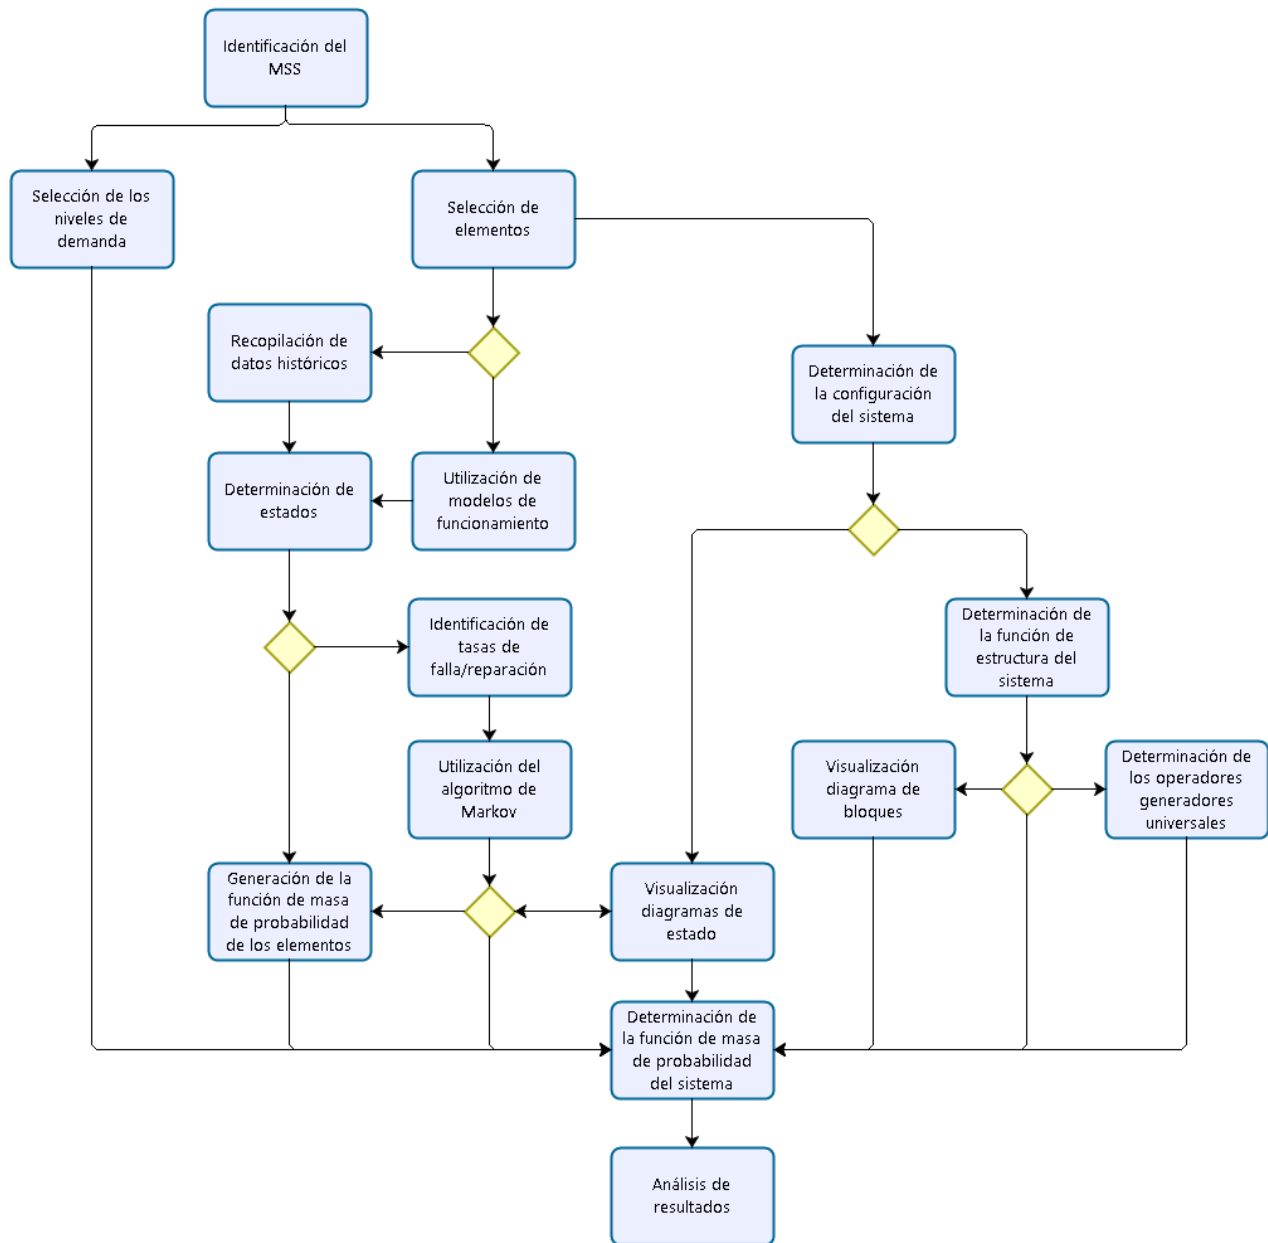 Identificación del
MSS
Selección de los
niveles de
demanda
Selección de
elementos
Recopilación de
datos históricos
Determinación de
la configuración
del sistema
Determinación de
estados
Utilización de
modelos de
funcionamiento
Identificación de
tasas de
falla/reparación
Determinación de
la función de
estructura del
sistema
Utilización del
algoritmo de
Markov
Visualización
diagrama de
bloques
Determinación de
los operadores
generadores
universales
Generación de la
función de masa
de probabilidad
de los elementos
Visualización
diagramas de
estado
Determinación de
la función de masa
de probabilidad
del sistema
Análisis de
resultados